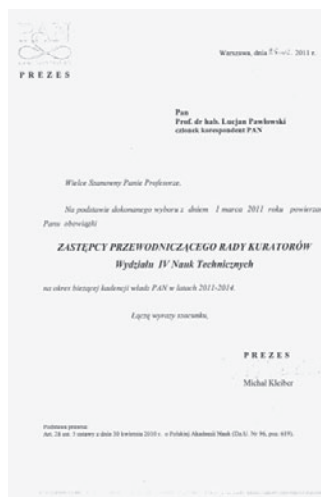 PAN
PREZES
Warszawa, dnia 2011 r.
Pan
Prof. dr hab. Lucjan Pawłowski
członek korespondent PAN
Wielce Szanowny Panie Profesorze,
Na podstawie dokonanego wyboru z dniem 1 marca 2011 roku powierzam
Panu obowiązki
ZASTĘPCY PRZEWODNICZĄCEGO RADY KURATORÓW
Wydziału IV Nauk Technicznych
na okres bieżącej kadencji władz PAN w latach 2011-2014.
Łączę wyrazy szacunku,
PREZES
Michał Kleiber
Podstawa prawna:
Art. 28 ust. 3 ustawy z dnia 30 kwietnia 2010 r. o Polskiej Akademii Nauk (Dz.U. Nr 96, poz. 619).